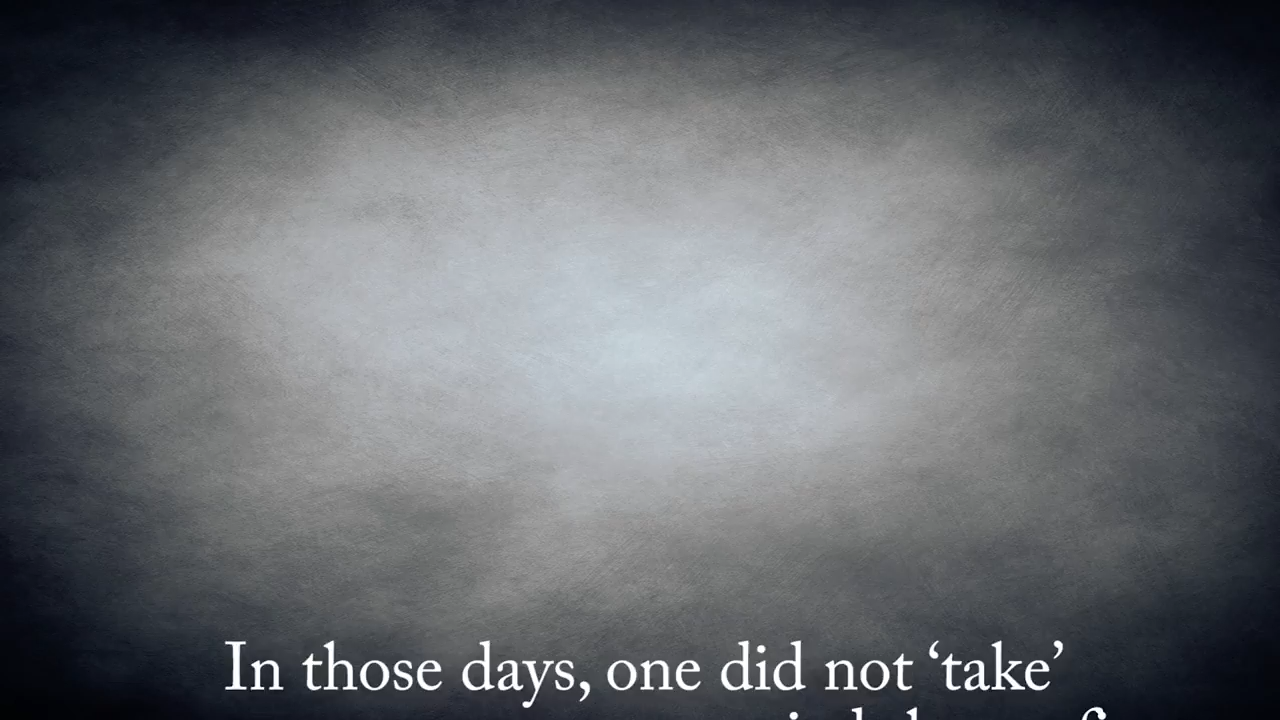 In those days, one did not ‘take’